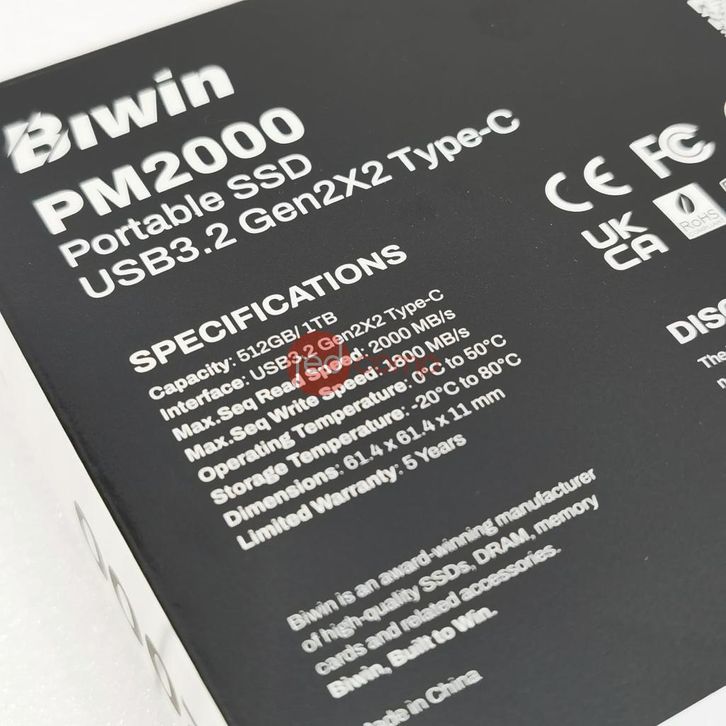 Biwin
PM2000
Portable SSD
USB3.2 Gen2X2 Type-C
SPECIFICATIONS
Capacity: 512GB/ 1TB
Interface: USB3.2 Gen2X2 Type-C
Max.Seq Read Speed: 2000 MB/s
Max.Seq Write Speed: 1800 MB/s
Operating Temperature: 0°C to 50°C
Storage Temperature: -20°C to 80°C
Dimensions: 61.4 x 61.4 x 11 mm
Limited Warranty: 5 Years
Biwin is an award-winning manufacturer
of high-quality SSDs, DRAM, memory
cards and related accessories.
Biwin, Built to Win.
in China
CE FC
UK
CA
RoHS
The